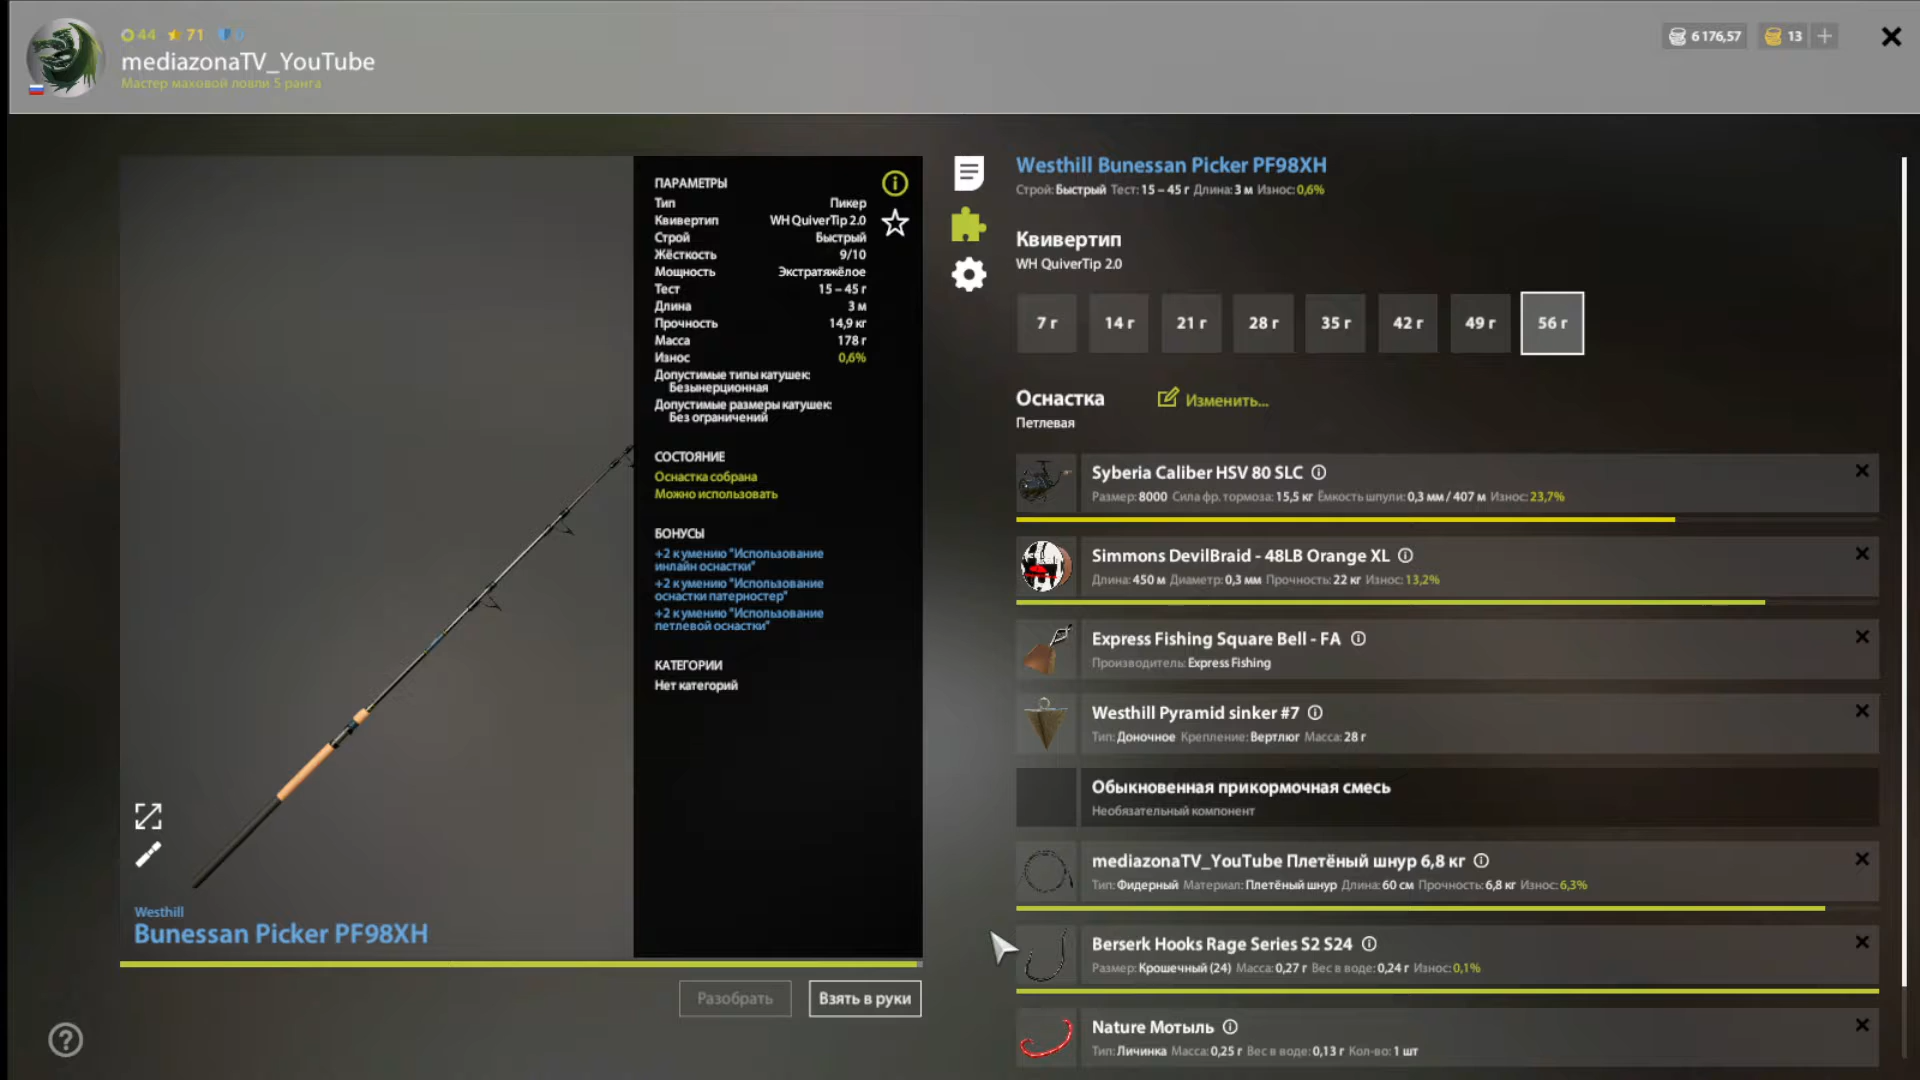 44 71 0
mediazonaTV_YouTube
Мастер маховой ловли 5 ранга
6 176,57 13
ПАРАМЕТРЫ
Тип Пикер
Квивертип WH QuiverTip 2.0
Строй Быстрый
Жёсткость 9/10
Мощность Экстратяжёлое
Тест 15 – 45 г
Длина 3 м
Прочность 14,9 кг
Масса 178 г
Износ 0,6%
Допустимые типы катушек:
Безынерционная
Допустимые размеры катушек:
Без ограничений
СОСТОЯНИЕ
Оснастка собрана
Можно использовать
БОНУСЫ
+2 к умению "Использование
инлайн оснастки"
+2 к умению "Использование
оснастки патерностер"
+2 к умению "Использование
петлевой оснастки"
КАТЕГОРИИ
Нет категорий
Westhill
Bunessan Picker PF98XH
Разобрать
Взять в руки
Westhill Bunessan Picker PF98XH
Строй: Быстрый Тест: 15 – 45 г Длина: 3 м Износ: 0,6%
Квивертип
WH QuiverTip 2.0
7 г 14 г 21 г 28 г 35 г 42 г 49 г 56 г
Оснастка Изменить...
Петлевая
Syberia Caliber HSV 80 SLC
Размер: 8000 Сила фр. тормоза: 15,5 кг Ёмкость шпули: 0,3 мм / 407 м Износ: 23,7%
Simmons DevilBraid - 48LB Orange XL
Длина: 450 м Диаметр: 0,3 мм Прочность: 22 кг Износ: 13,2%
Express Fishing Square Bell - FA
Производитель: Express Fishing
Westhill Pyramid sinker #7
Тип: Доночное Крепление: Вертлюг Масса: 28 г
Обыкновенная прикормочная смесь
Необязательный компонент
mediazonaTV_YouTube Плетёный шнур 6,8 кг
Тип: Фидерный Материал: Плетёный шнур Длина: 60 см Прочность: 6,8 кг Износ: 6,3%
Berserk Hooks Rage Series S2 S24
Размер: Крошечный (24) Масса: 0,27 г Вес в воде: 0,24 г Износ: 0,1%
Nature Мотыль
Тип: Личинка Масса: 0,25 г Вес в воде: 0,13 г Кол-во: 1 шт